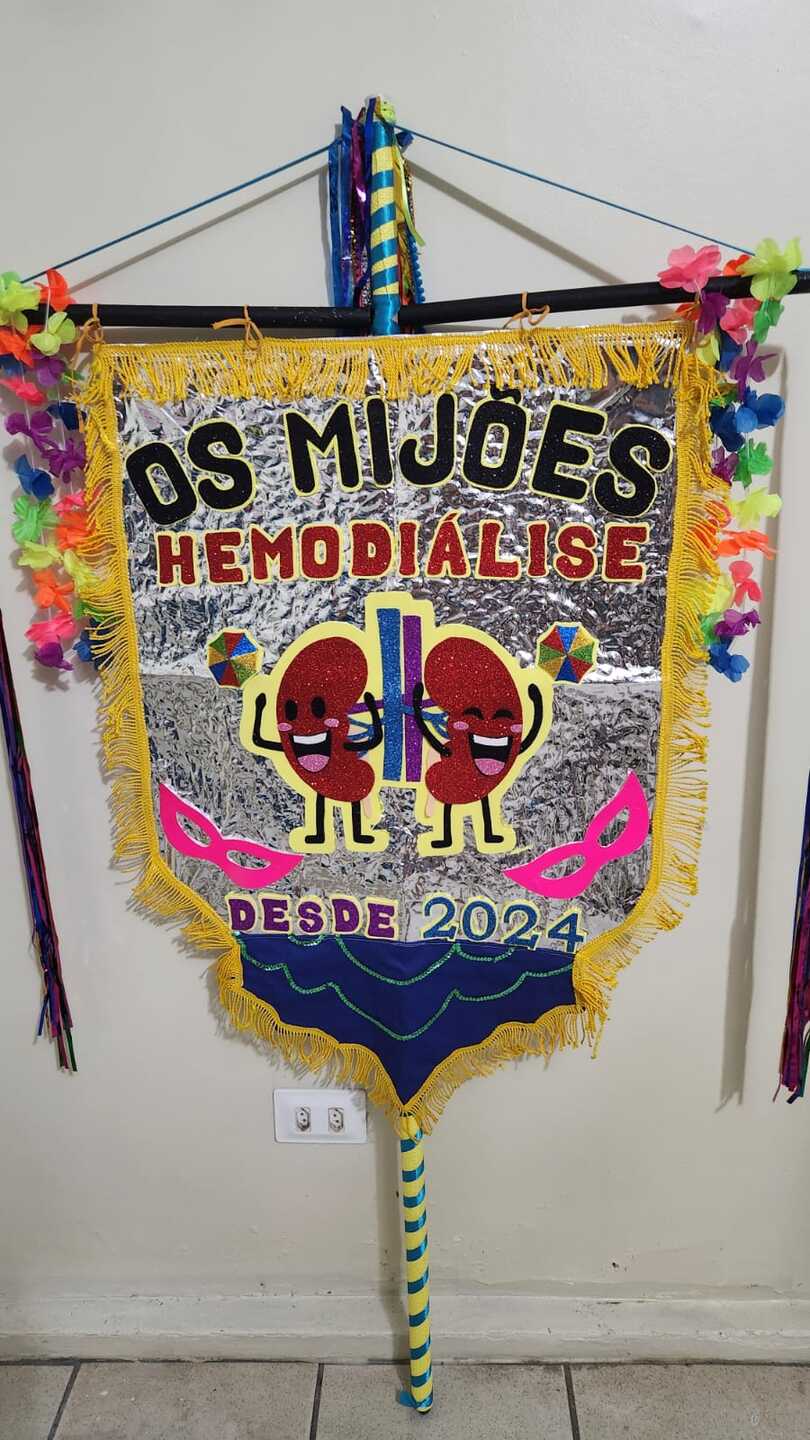 OS MIJÕES
HEMODIÁLISE
DESDE 2024